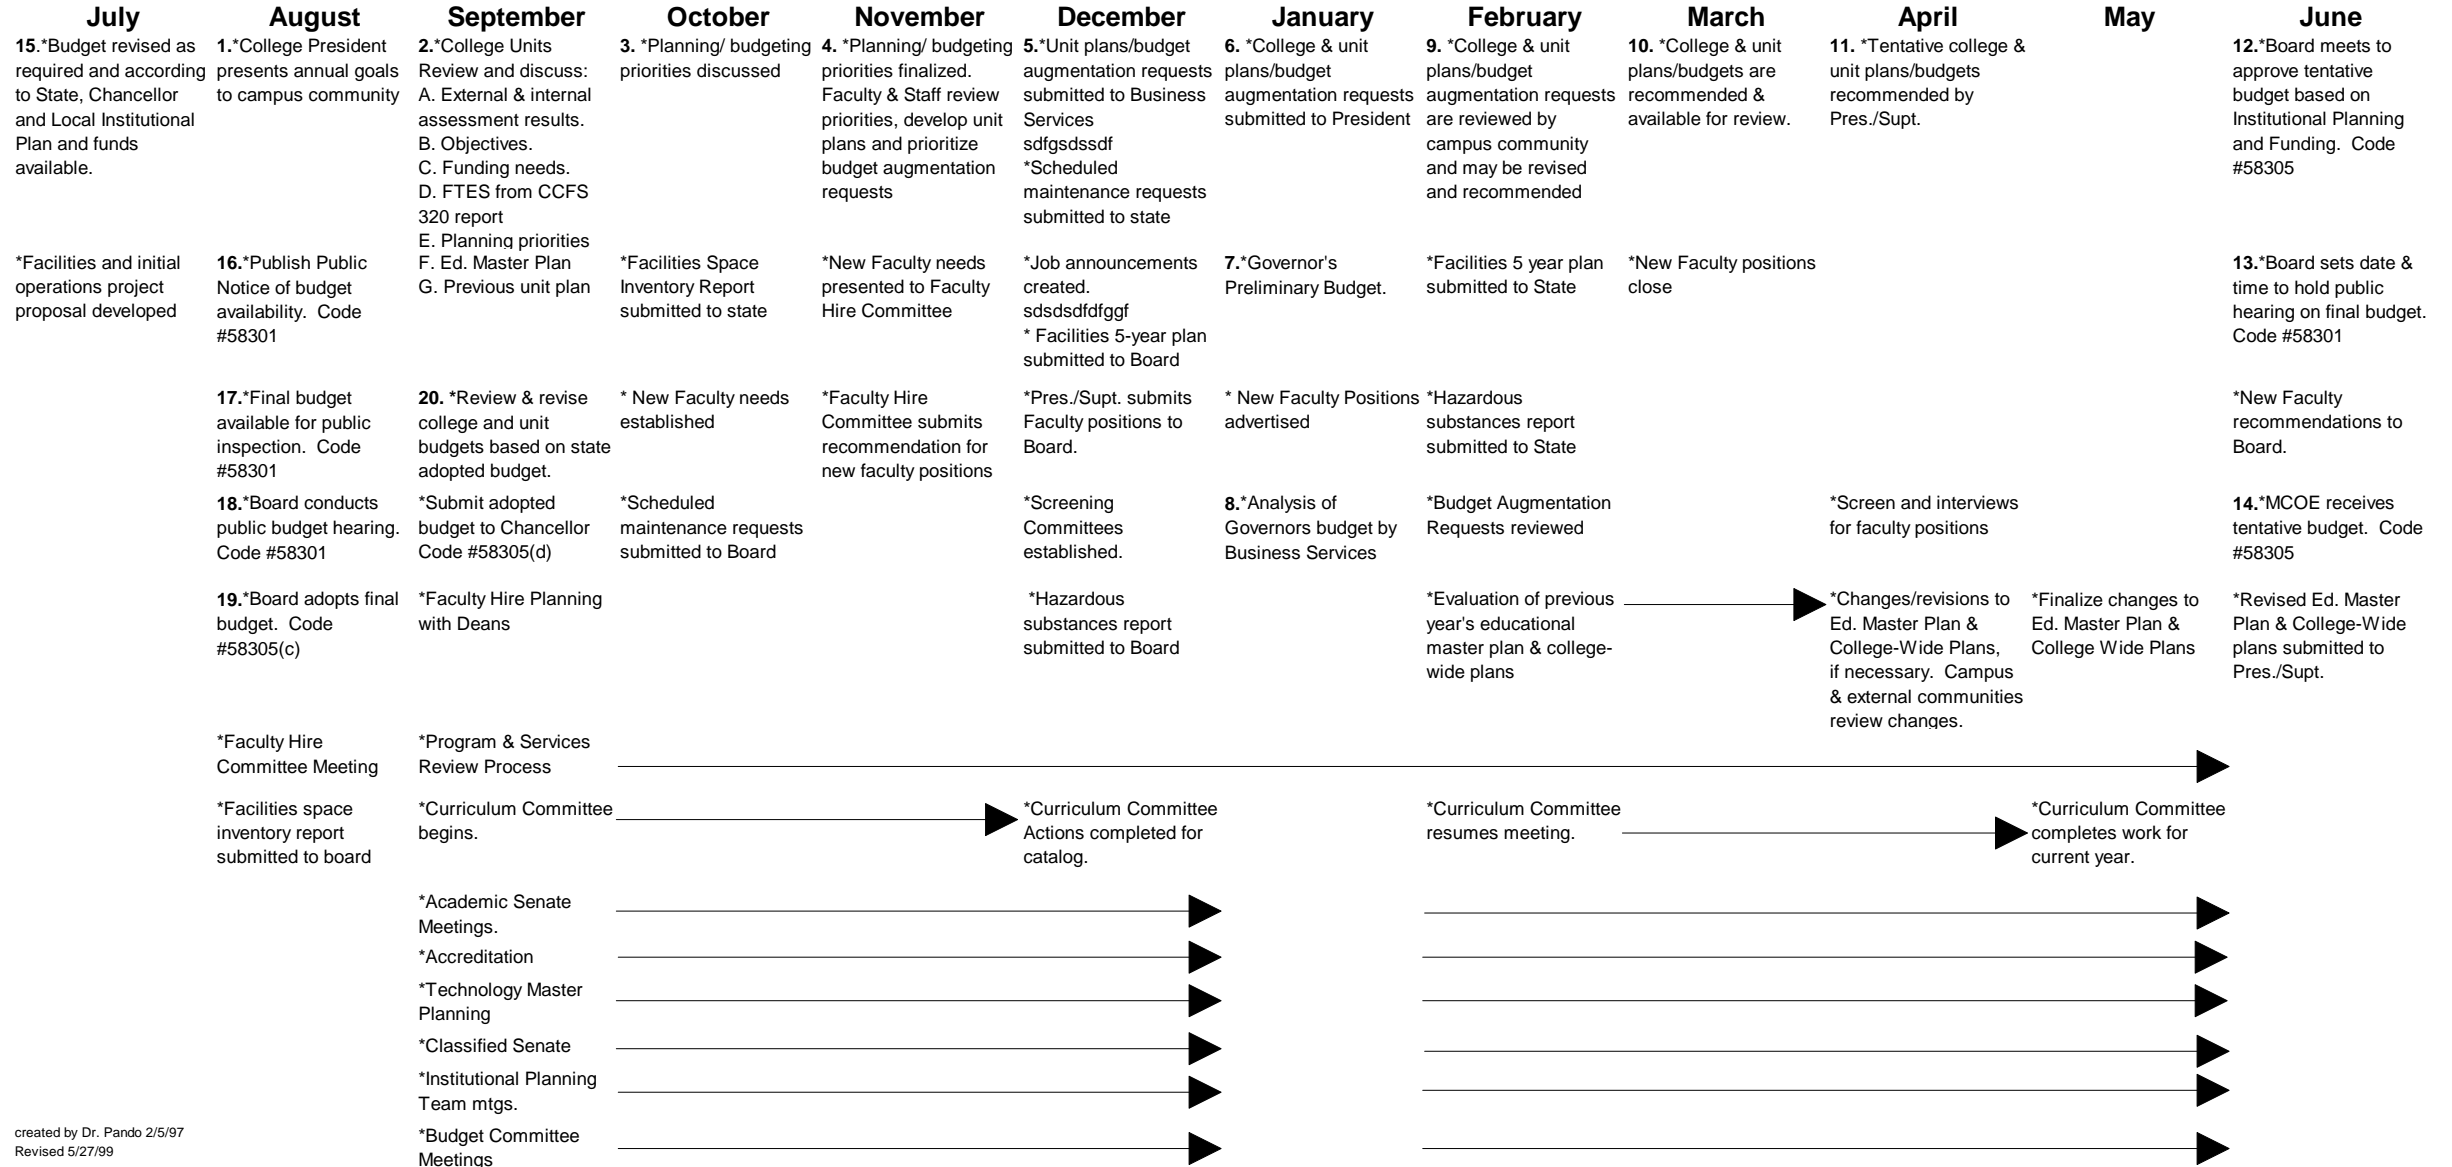 July August September October November December January February March April May June
15.*Budget revised as
required and according
to State, Chancellor
and Local Institutional
Plan and funds
available.
1.*College President
presents annual goals
to campus community
2.*College Units
Review and discuss:
A. External & internal
assessment results.
B. Objectives.
C. Funding needs.
D. FTES from CCFS
320 report
E. Planning priorities
F. Ed. Master Plan
G. Previous unit plan
3. *Planning/ budgeting
priorities discussed
4. *Planning/ budgeting
priorities finalized.
Faculty & Staff review
priorities, develop unit
plans and prioritize
budget augmentation
requests
5.*Unit plans/budget
augmentation requests
submitted to Business
Services
sdfgsdssdf
*Scheduled
maintenance requests
submitted to state
6. *College & unit
plans/budget
augmentation requests
submitted to President
9. *College & unit
plans/budget
augmentation requests
are reviewed by
campus community
and may be revised
and recommended
10. *College & unit
plans/budgets are
recommended &
available for review.
11. *Tentative college &
unit plans/budgets
recommended by
Pres./Supt.
12.*Board meets to
approve tentative
budget based on
Institutional Planning
and Funding. Code
#58305
*Facilities and initial
operations project
proposal developed
16.*Publish Public
Notice of budget
availability. Code
#58301
*Facilities Space
Inventory Report
submitted to state
*New Faculty needs
presented to Faculty
Hire Committee
*Job announcements
created.
sdsdsdfdfggf
* Facilities 5-year plan
submitted to Board
7.*Governor's
Preliminary Budget.
*Facilities 5 year plan
submitted to State
*New Faculty positions
close
13.*Board sets date &
time to hold public
hearing on final budget.
Code #58301
17.*Final budget
available for public
inspection. Code
#58301
20. *Review & revise
college and unit
budgets based on state
adopted budget.
* New Faculty needs
established
*Faculty Hire
Committee submits
recommendation for
new faculty positions
*Pres./Supt. submits
Faculty positions to
Board.
* New Faculty Positions
advertised
*Hazardous
substances report
submitted to State
*New Faculty
recommendations to
Board.
18.*Board conducts
public budget hearing.
Code #58301
*Submit adopted
budget to Chancellor
Code #58305(d)
*Scheduled
maintenance requests
submitted to Board
*Screening
Committees
established.
8.*Analysis of
Governors budget by
Business Services
*Budget Augmentation
Requests reviewed
*Screen and interviews
for faculty positions
14.*MCOE receives
tentative budget. Code
#58305
19.*Board adopts final
budget. Code
#58305(c)
*Faculty Hire Planning
with Deans
*Hazardous
substances report
submitted to Board
*Evaluation of previous
year's educational
master plan & college-
wide plans
*Changes/revisions to
Ed. Master Plan &
College-Wide Plans,
if necessary. Campus
& external communities
review changes.
*Finalize changes to
Ed. Master Plan &
College Wide Plans
*Revised Ed. Master
Plan & College-Wide
plans submitted to
Pres./Supt.
*Faculty Hire
Committee Meeting
*Program & Services
Review Process
*Facilities space
inventory report
submitted to board
*Curriculum Committee
begins.
*Curriculum Committee
Actions completed for
catalog.
*Curriculum Committee
resumes meeting.
*Curriculum Committee
completes work for
current year.
*Academic Senate
Meetings.
*Accreditation
*Technology Master
Planning
*Classified Senate
*Institutional Planning
Team mtgs.
*Budget Committee
Meetings
created by Dr. Pando 2/5/97
Revised 5/27/99